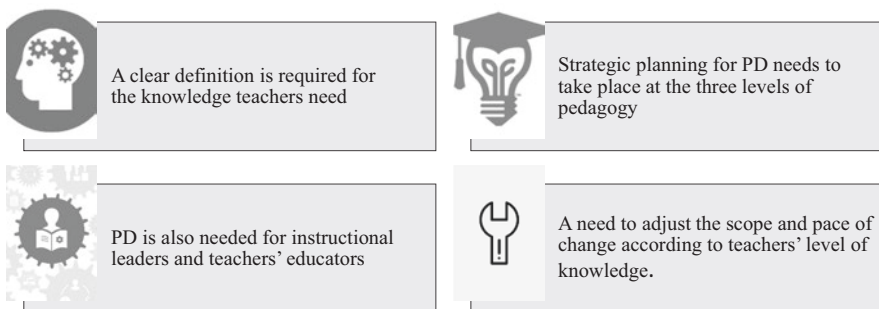 A clear definition is required for
the knowledge teachers need
Strategic planning for PD needs to
take place at the three levels of
pedagogy
PD is also needed for instructional
leaders and teachers' educators
A need to adjust the scope and pace of
change according to teachers' level of
knowledge.